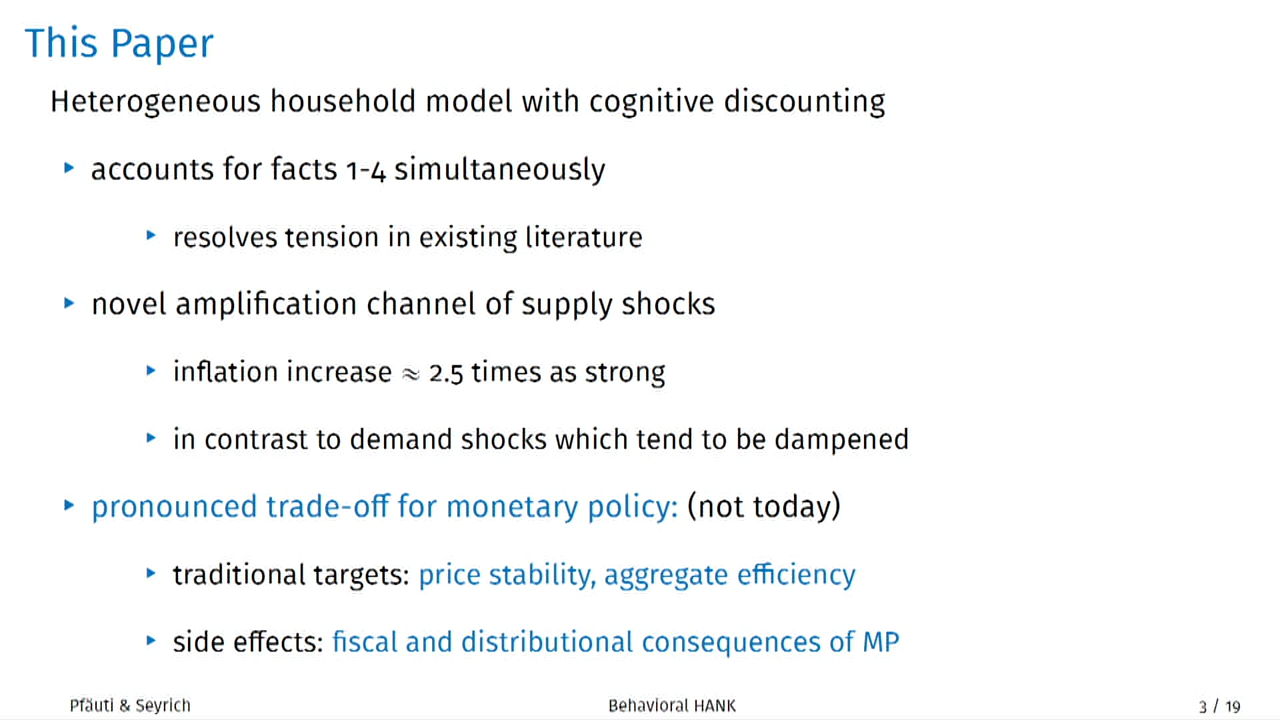 This Paper
Heterogeneous household model with cognitive discounting
▸ accounts for facts 1-4 simultaneously
▸ resolves tension in existing literature
▸ novel amplification channel of supply shocks
▸ inflation increase ≈ 2.5 times as strong
▸ in contrast to demand shocks which tend to be dampened
▸ pronounced trade-off for monetary policy: (not today)
▸ traditional targets: price stability, aggregate efficiency
▸ side effects: fiscal and distributional consequences of MP
Pfäuti & Seyrich Behavioral HANK 3 / 19